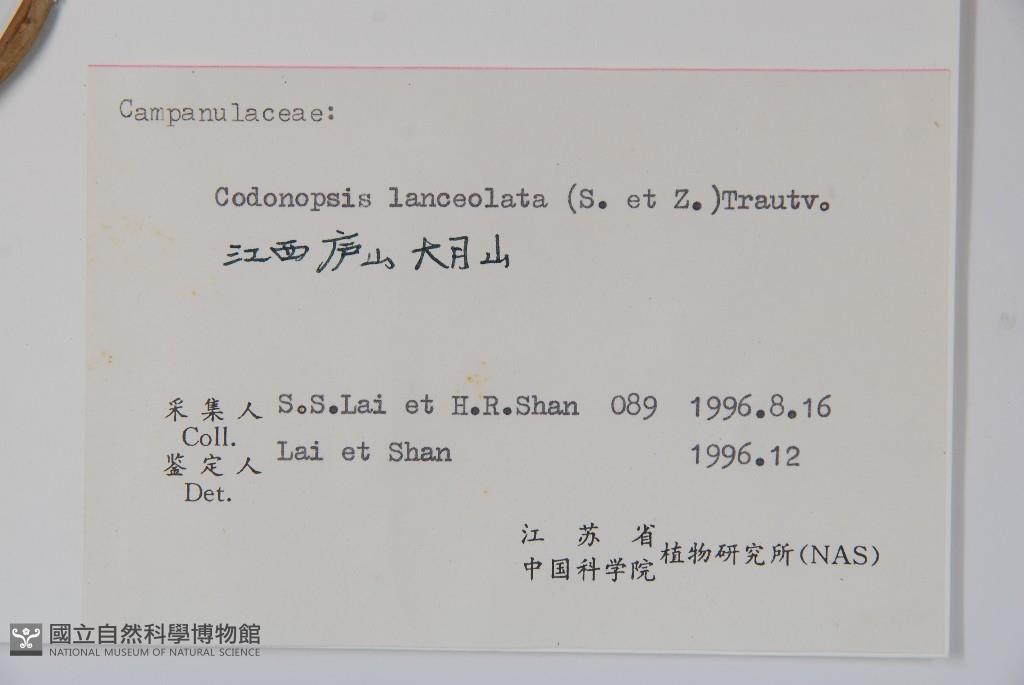 Campanulaceae:
Codonopsis lanceolata (S. et Z.)Trautv.
江西庐山大月山
采集人 S.S.Lai et H.R.Shan 089 1996.8.16
Coll.
鉴定人 Lai et Shan 1996.12
Det.
江苏省
中国科学院植物研究所(NAS)
國立自然科學博物館
NATIONAL MUSEUM OF NATURAL SCIENCE